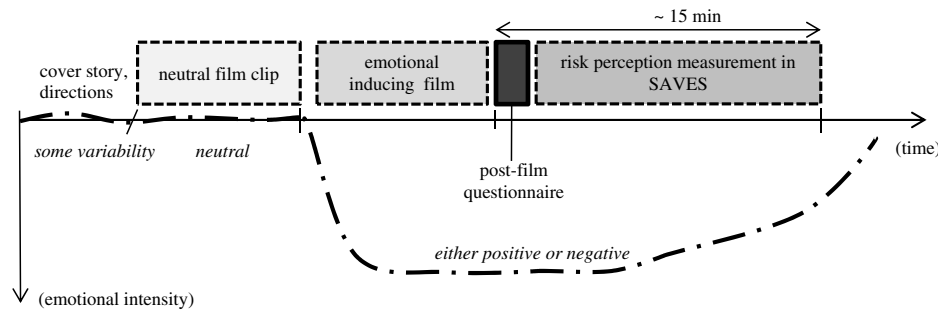 ~ 15 min
cover story,
directions
neutral film clip
emotional
inducing film
risk perception measurement in
SAVES
some variability
neutral
(time)
post-film
questionnaire
either positive or negative
(emotional intensity)